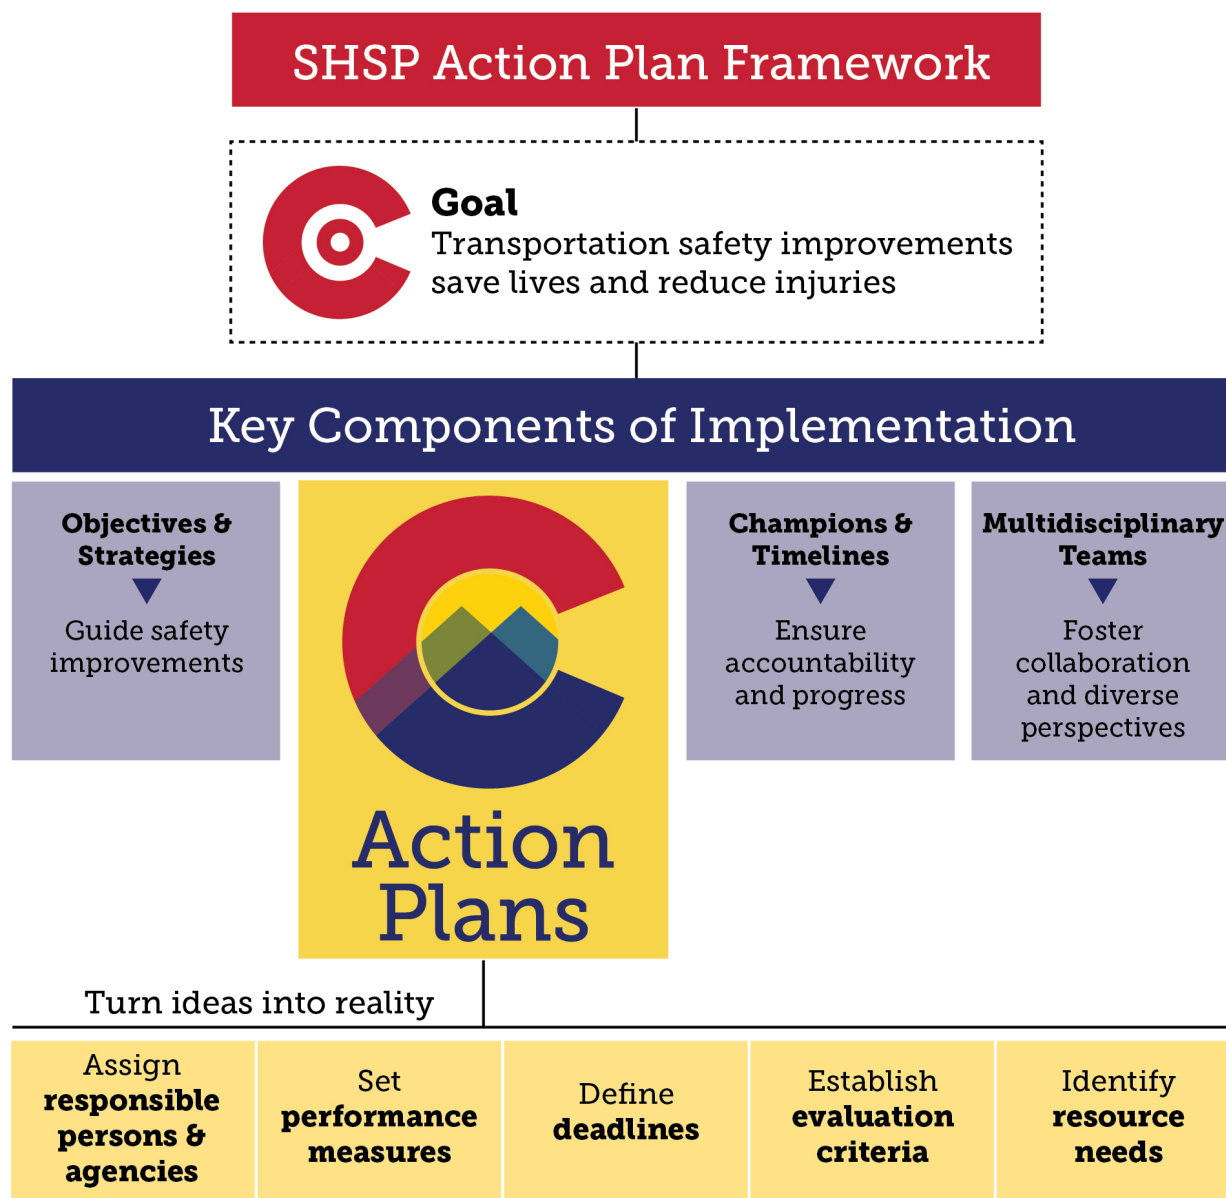 SHSP Action Plan Framework
Goal
Transportation safety improvements
save lives and reduce injuries
Key Components of Implementation
Objectives &
Strategies
Guide safety
improvements
Action
Plans
Champions &
Timelines
Ensure
accountability
and progress
Multidisciplinary
Teams
Foster
collaboration
and diverse
perspectives
Turn ideas into reality
Assign
responsible
persons &
agencies
Set
performance
measures
Define
deadlines
Establish
evaluation
criteria
Identify
resource
needs